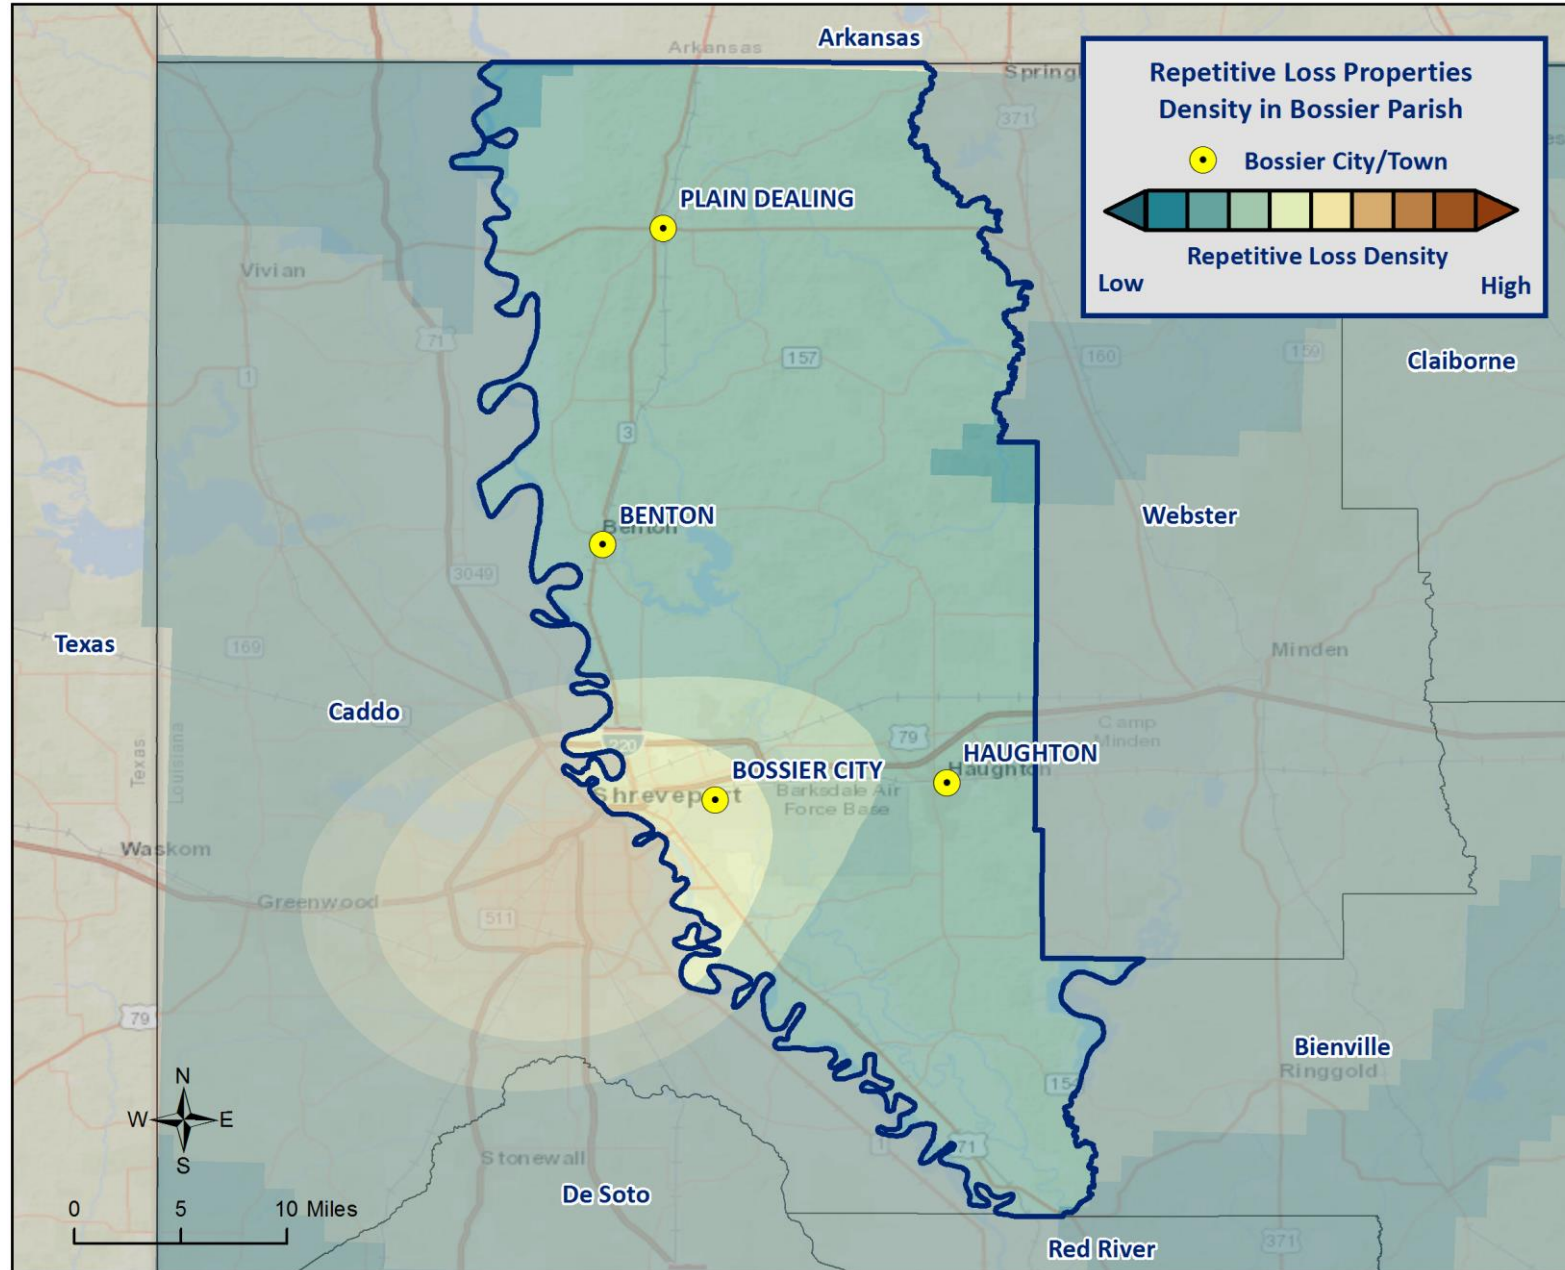 Arkansas
Arkansas
Repetitive Loss Properties
Density in Bossier Parish
Bossier City/Town
Repetitive Loss Density
Low
High
371
PLAIN DEALING
Vivian
71
157
160
159
Claiborne
1
3
BENTON
Benton
Webster
3049
Texas
169
Minden
Caddo
Texas
Louisiana
220
79
Camp
Minden
HAUGHTON
Haughton
BOSSIER CITY
Shreveport
Barksdale Air
Force Base
Waskom
Greenwood
511
79
Bienville
Ringgold
154
N
W
E
S
1
71
Stonewall
De Soto
0
5
10 Miles
Red River
371